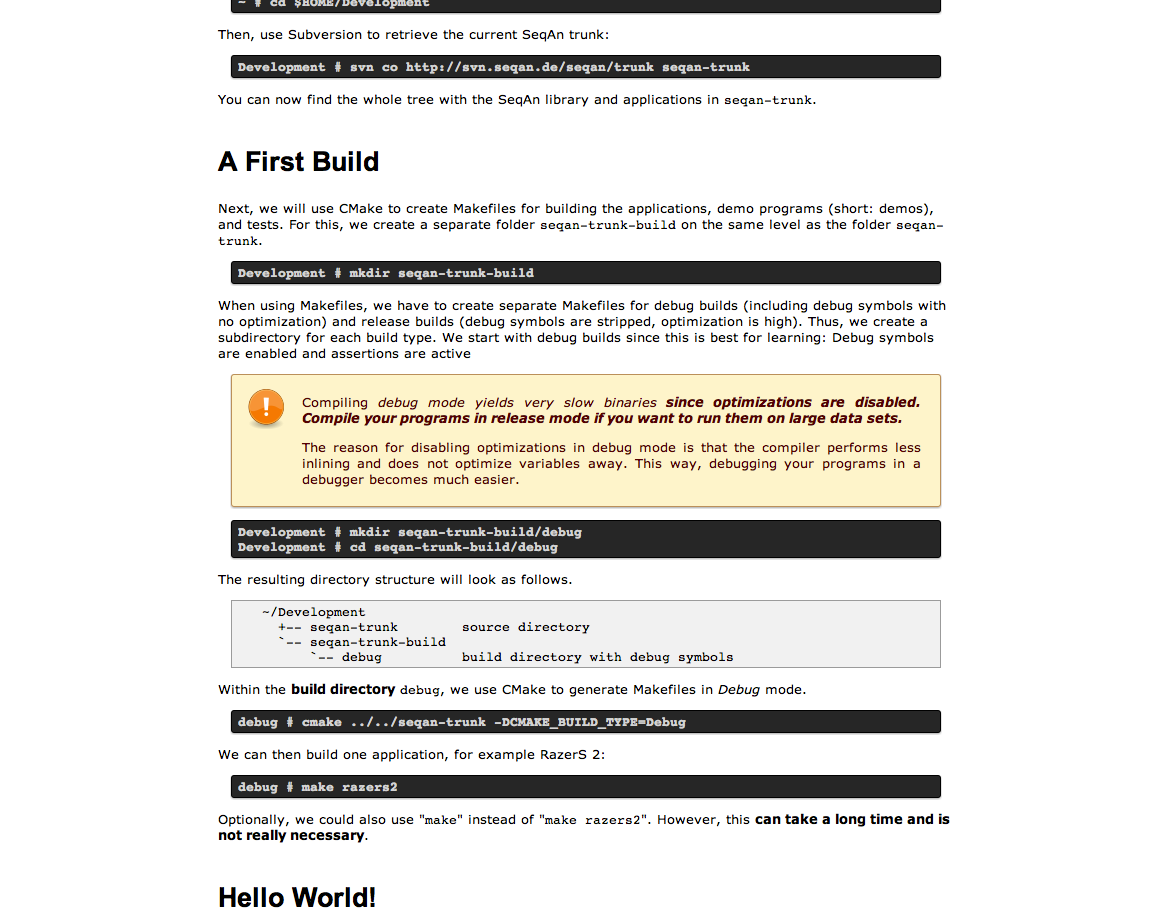 ~ # cd $HOME/Development
Then, use Subversion to retrieve the current SeqAn trunk:
Development # svn co http://svn.seqan.de/seqan/trunk seqan-trunk
You can now find the whole tree with the SeqAn library and applications in seqan-trunk.
A First Build
Next, we will use CMake to create Makefiles for building the applications, demo programs (short: demos),
and tests. For this, we create a separate folder seqan-trunk-build on the same level as the folder seqan-
trunk.
Development # mkdir seqan-trunk-build
When using Makefiles, we have to create separate Makefiles for debug builds (including debug symbols with
no optimization) and release builds (debug symbols are stripped, optimization is high). Thus, we create a
subdirectory for each build type. We start with debug builds since this is best for learning: Debug symbols
are enabled and assertions are active
Compiling debug mode yields very slow binaries since optimizations are disabled.
Compile your programs in release mode if you want to run them on large data sets.
The reason for disabling optimizations in debug mode is that the compiler performs less
inlining and does not optimize variables away. This way, debugging your programs in a
debugger becomes much easier.
Development # mkdir seqan-trunk-build/debug
Development # cd seqan-trunk-build/debug
The resulting directory structure will look as follows.
~/Development
+-- seqan-trunk        source directory
`-- seqan-trunk-build
`-- debug          build directory with debug symbols
Within the build directory debug, we use CMake to generate Makefiles in Debug mode.
debug # cmake ../../seqan-trunk -DCMAKE_BUILD_TYPE=Debug
We can then build one application, for example RazerS 2:
debug # make razers2
Optionally, we could also use "make" instead of "make razers2". However, this can take a long time and is
not really necessary.
Hello World!